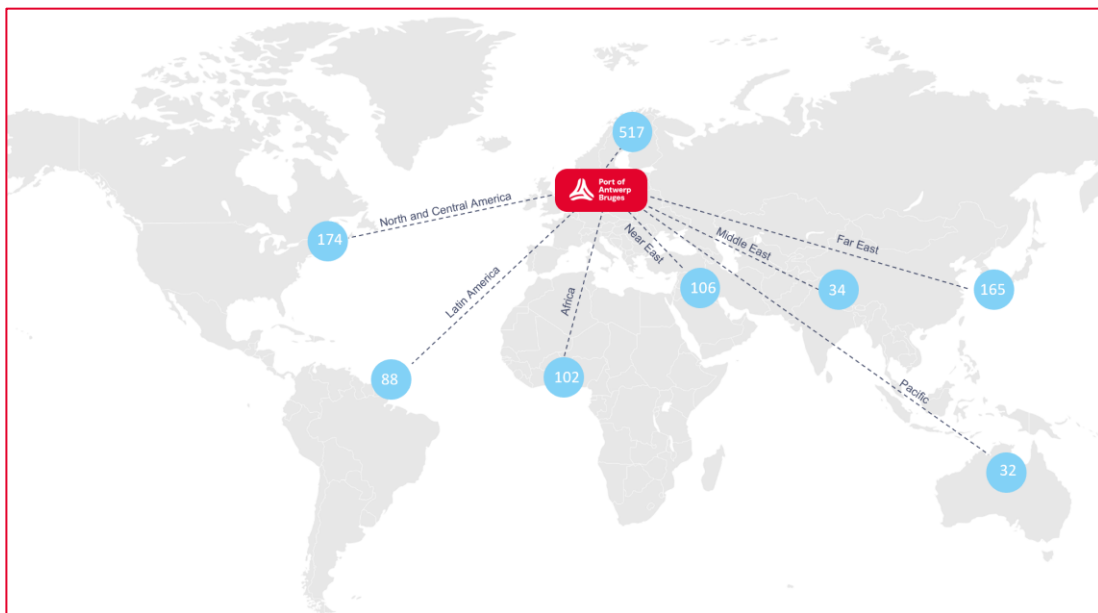 517
Port of
Antwerp
Bruges
North and Central America
174
Latin America
88
Africa
102
Near East
106
Middle East
34
Far East
165
Pacific
32